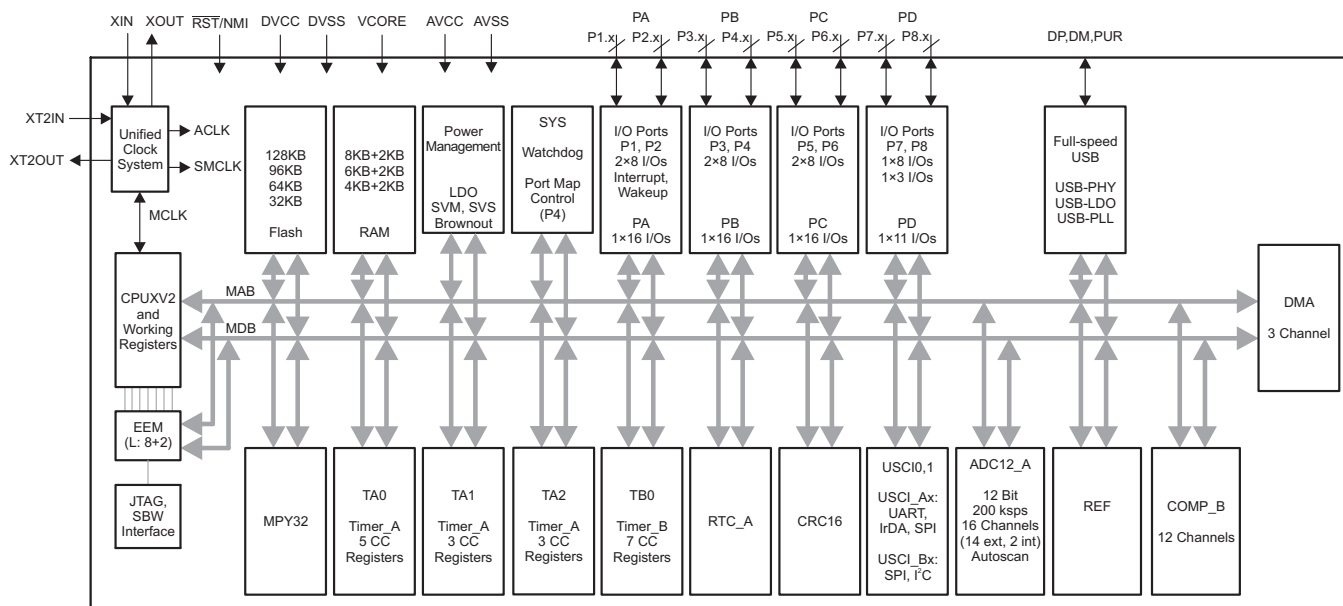 XIN
XOUT
RST/NMI
DVCC
DVSS
VCORE
AVCC
AVSS
PA
PB
PC
PD
P1.x
P2.x
P3.x
P4.x
P5.x
P6.x
P7.x
P8.x
DP,DM,PUR
XT2IN
XT2OUT
Unified
Clock
System
ACLK
SMCLK
MCLK
128KB
96KB
64KB
32KB
Flash
8KB+2KB
6KB+2KB
4KB+2KB
RAM
Power
Management
LDO
SVM, SVS
Brownout
SYS
Watchdog
Port Map
Control
(P4)
I/O Ports
P1, P2
2×8 I/Os
Interrupt,
Wakeup
PA
1×16 I/Os
I/O Ports
P3, P4
2×8 I/Os
PB
1×16 I/Os
I/O Ports
P5, P6
2×8 I/Os
PC
1×16 I/Os
I/O Ports
P7, P8
1×8 I/Os
1×3 I/Os
PD
1×11 I/Os
Full-speed
USB
USB-PHY
USB-LDO
USB-PLL
CPUXV2
and
Working
Registers
MAB
MDB
DMA
3 Channel
EEM
(L: 8+2)
JTAG,
SBW
Interface
MPY32
TA0
Timer_A
5 CC
Registers
TA1
Timer_A
3 CC
Registers
TA2
Timer_A
3 CC
Registers
TB0
Timer_B
7 CC
Registers
RTC_A
CRC16
USCI0,1
USCI_Ax:
UART,
IrDA, SPI
USCI_Bx:
SPI, I²C
ADC12_A
12 Bit
200 ksps
16 Channels
(14 ext, 2 int)
Autoscan
REF
COMP_B
12 Channels